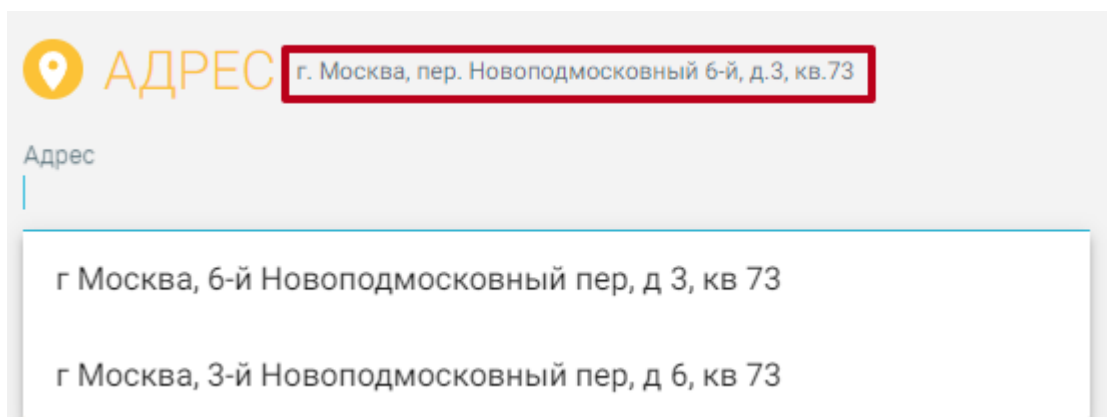 АДРЕС г. Москва, пер. Новоподмосковный 6-й, д.3, кв.73
Адрес
г Москва, 6-й Новоподмосковный пер, д 3, кв 73
г Москва, 3-й Новоподмосковный пер, д 6, кв 73